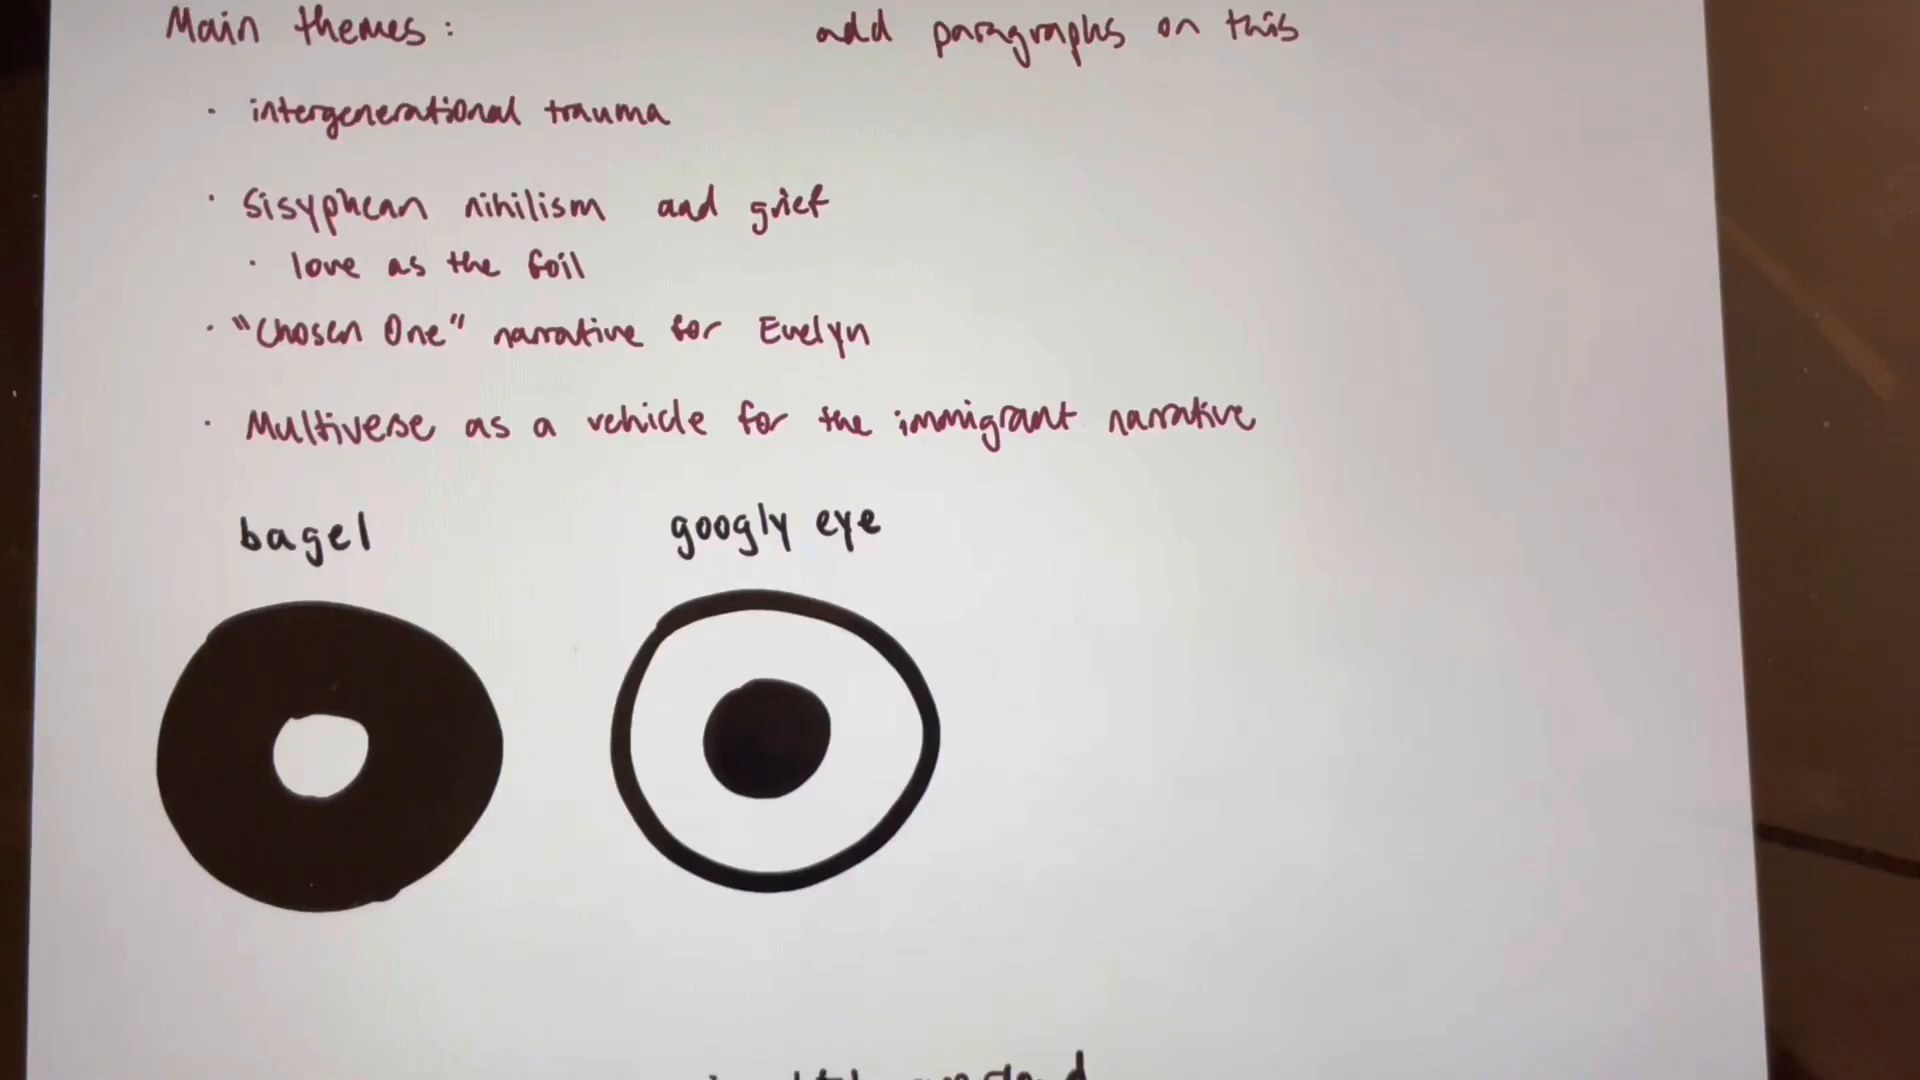 Main themes: add paragraphs on this
· intergenerational trauma
· Sisyphean nihilism and grief
· love as the foil
· "Chosen One" narrative for Evelyn
· Multiverse as a vehicle for the immigrant narrative
bagel googly eye